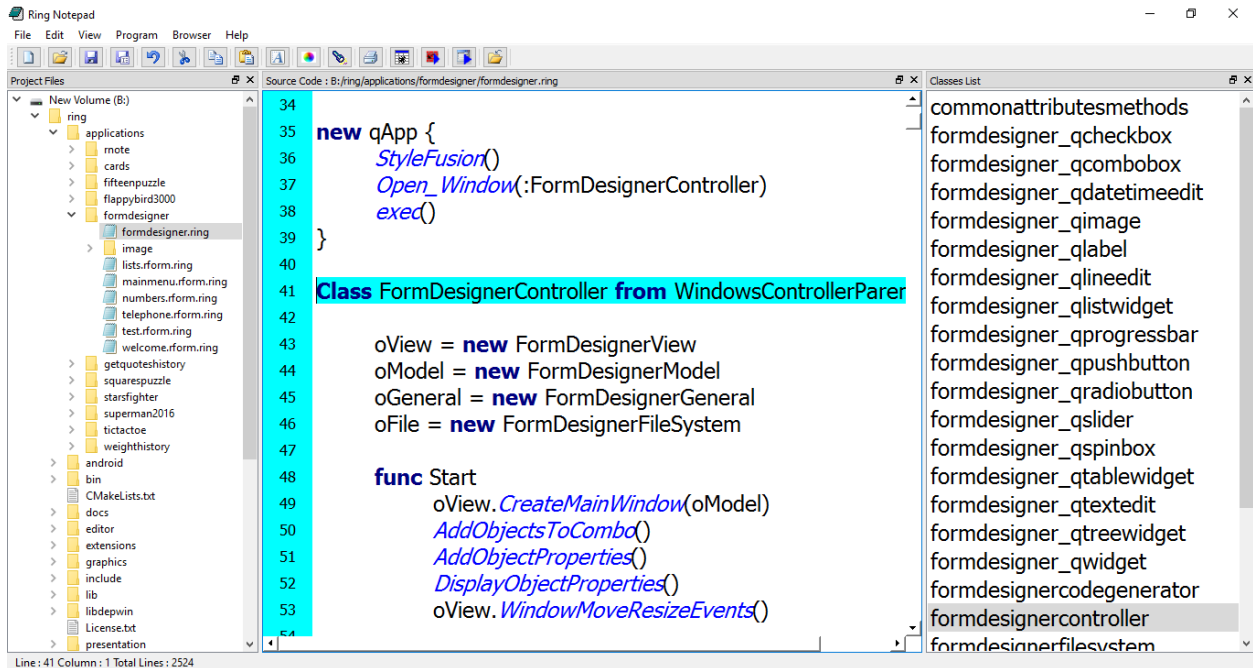 Ring Notepad
File Edit View Program Browser Help
Project Files
New Volume (B:)
ring
applications
rnote
cards
fifteenpuzzle
flappybird3000
formdesigner
formdesigner.ring
image
lists.rform.ring
mainmenu.rform.ring
numbers.rform.ring
telephone.rform.ring
test.rform.ring
welcome.rform.ring
getquoteshistory
squarespuzzle
starsfighter
superman2016
tictactoe
weighthistory
android
bin
CMakeLists.txt
docs
editor
extensions
graphics
include
lib
libdepwin
License.txt
presentation
Source Code : B:/ring/applications/formdesigner/formdesigner.ring
34
35 new qApp {
36 StyleFusion()
37 Open_Window(:FormDesignerController)
38 exec()
39 }
40
41 Class FormDesignerController from WindowsControllerParen
42
43 oView = new FormDesignerView
44 oModel = new FormDesignerModel
45 oGeneral = new FormDesignerGeneral
46 oFile = new FormDesignerFileSystem
47
48 func Start
49 oView.CreateMainWindow(oModel)
50 AddObjectsToCombo()
51 AddObjectProperties()
52 DisplayObjectProperties()
53 oView.WindowMoveResizeEvents()
54
Classes List
commonattributesmethods
formdesigner_qcheckbox
formdesigner_qcombobox
formdesigner_qdatetimeedit
formdesigner_qimage
formdesigner_qlabel
formdesigner_qlineedit
formdesigner_qlistwidget
formdesigner_qprogressbar
formdesigner_qpushbutton
formdesigner_qradiobutton
formdesigner_qslider
formdesigner_qspinbox
formdesigner_qtablewidget
formdesigner_qtextedit
formdesigner_qtreewidget
formdesigner_qwidget
formdesignercodegenerator
formdesignercontroller
formdesignerfilesystem
Line : 41 Column : 1 Total Lines : 2524